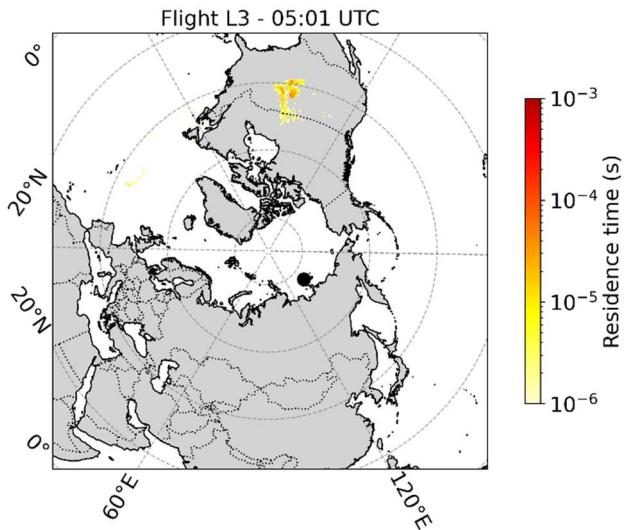 Flight L3 - 05:01 UTC
0°
20°N
20°N
0°
60°E
120°E
10⁻³
10⁻⁴
10⁻⁵
10⁻⁶
Residence time (s)